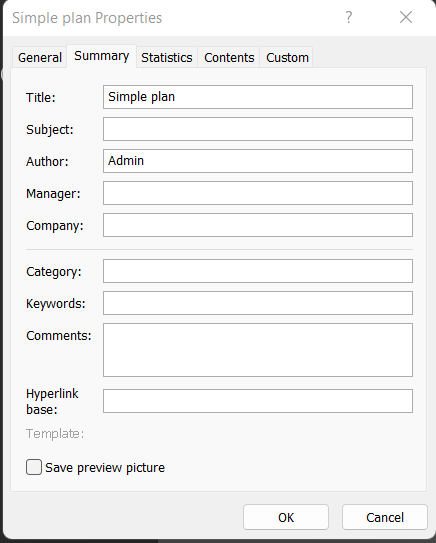 Simple plan Properties ?
General Summary Statistics Contents Custom
Title: Simple plan
Subject:
Author: Admin
Manager:
Company:
Category:
Keywords:
Comments:
Hyperlink
base:
Template:
Save preview picture
OK Cancel